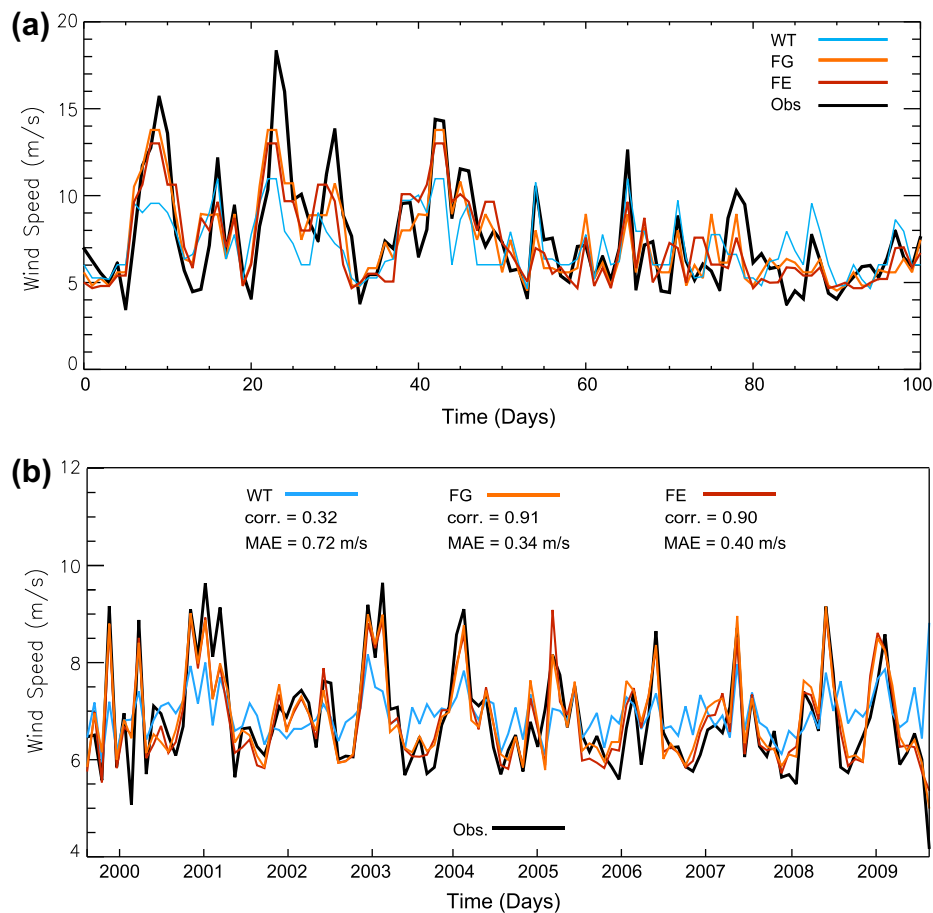 (a)
20
15
10
5
0
Wind Speed (m/s)
WT
FG
FE
Obs
0 20 40 60 80 100
Time (Days)
(b)
12
10
8
6
4
Wind Speed (m/s)
WT FG FE
corr. = 0.32 corr. = 0.91 corr. = 0.90
MAE = 0.72 m/s MAE = 0.34 m/s MAE = 0.40 m/s
Obs.
2000 2001 2002 2003 2004 2005 2006 2007 2008 2009
Time (Days)